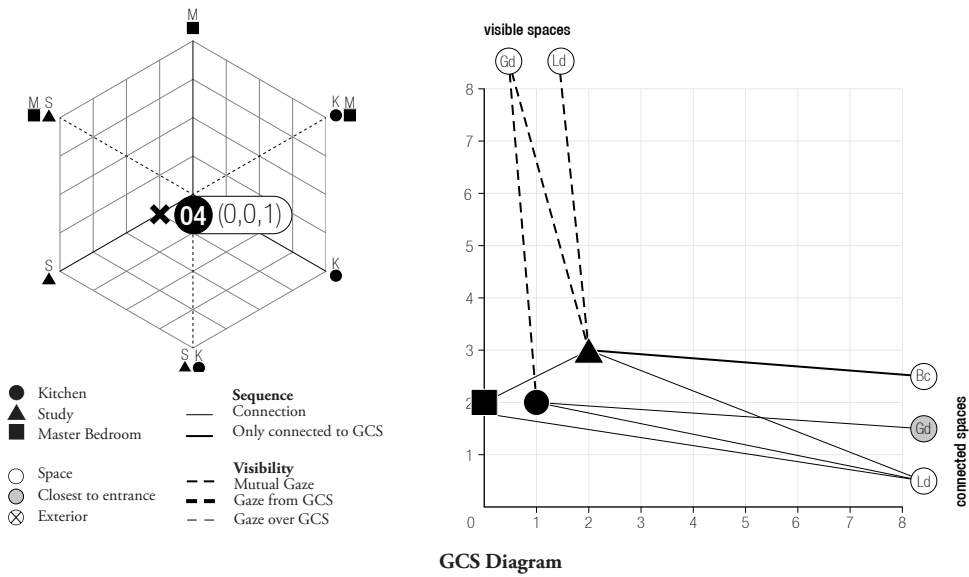 M
M S
K M
04 (0,0,1)
S
K
S K
Kitchen
Study
Master Bedroom
Space
Closest to entrance
Exterior
Sequence
Connection
Only connected to GCS
Visibility
Mutual Gaze
Gaze from GCS
Gaze over GCS
visible spaces
Gd
Ld
8
7
6
5
4
3
2
1
0
1
2
3
4
5
6
7
8
Bc
Gd
Ld
connected spaces
GCS Diagram